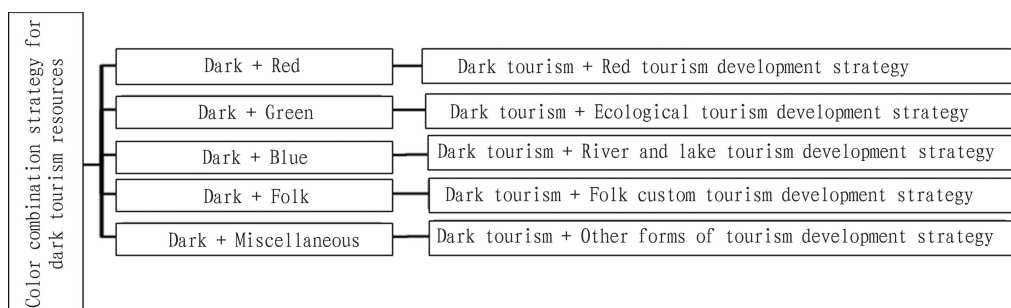 Color combination strategy for
dark tourism resources
Dark + Red
Dark tourism + Red tourism development strategy
Dark + Green
Dark tourism + Ecological tourism development strategy
Dark + Blue
Dark tourism + River and lake tourism development strategy
Dark + Folk
Dark tourism + Folk custom tourism development strategy
Dark + Miscellaneous
Dark tourism + Other forms of tourism development strategy